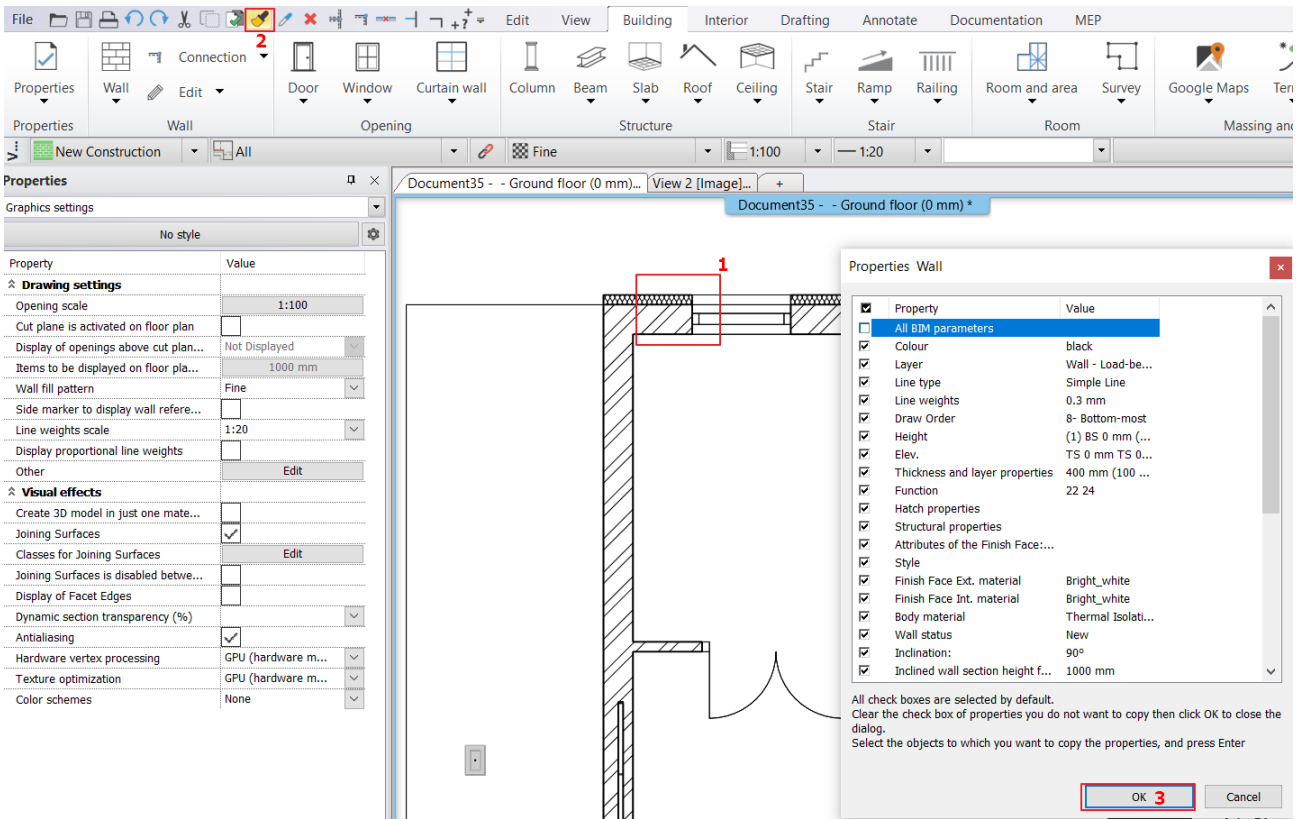 File Edit View Building Interior Drafting Annotate Documentation MEP
2
Connection
Properties Wall Edit Door Window Curtain wall Column Beam Slab Roof Ceiling Stair Ramp Railing Room and area Survey Google Maps
Properties Wall Opening Structure Stair Room Massing and
New Construction All Fine 1:100 1:20
Properties
Document35 - - Ground floor (0 mm)... View 2 [Image]... +
Graphics settings
Document35 - - Ground floor (0 mm) *
No style
Property Value
Drawing settings
Opening scale 1:100
Cut plane is activated on floor plan
Display of openings above cut plan... Not Displayed
Items to be displayed on floor pla... 1000 mm
Wall fill pattern Fine
Side marker to display wall refere...
Line weights scale 1:20
Display proportional line weights
Other Edit
Visual effects
Create 3D model in just one mate...
Joining Surfaces
Classes for Joining Surfaces Edit
Joining Surfaces is disabled betwe...
Display of Facet Edges
Dynamic section transparency (%)
Antialiasing
Hardware vertex processing GPU (hardware m...
Texture optimization GPU (hardware m...
Color schemes None
1
Properties Wall
Property Value
All BIM parameters
Colour black
Layer Wall - Load-be...
Line type Simple Line
Line weights 0.3 mm
Draw Order 8- Bottom-most
Height (1) BS 0 mm (...
Elev. TS 0 mm TS 0...
Thickness and layer properties 400 mm (100 ...
Function 22 24
Hatch properties
Structural properties
Attributes of the Finish Face:...
Style
Finish Face Ext. material Bright_white
Finish Face Int. material Bright_white
Body material Thermal Isolati...
Wall status New
Inclination: 90°
Inclined wall section height f... 1000 mm
All check boxes are selected by default.
Clear the check box of properties you do not want to copy then click OK to close the
dialog.
Select the objects to which you want to copy the properties, and press Enter
OK 3 Cancel